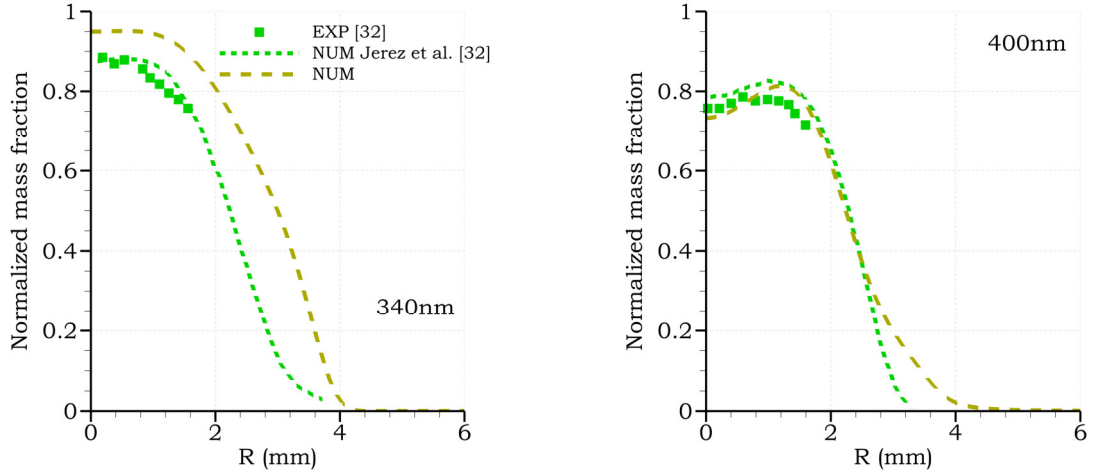 1
0.8
0.6
0.4
0.2
0
0
2
4
6
Normalized mass fraction
R (mm)
EXP [32]
NUM Jerez et al. [32]
NUM
340nm
1
0.8
0.6
0.4
0.2
0
0
2
4
6
Normalized mass fraction
R (mm)
400nm